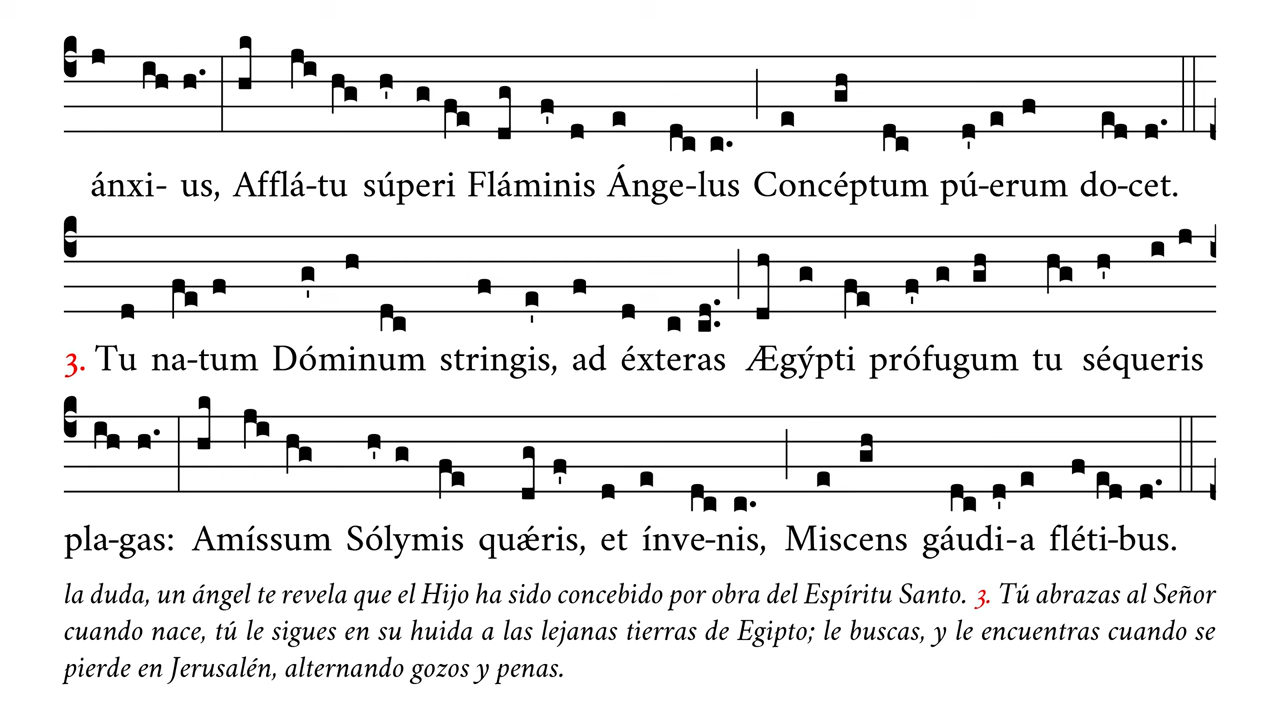 ánxi- us, Afflá-tu súperi Fláminis Ánge-lus Concéptum pú-erum do-cet.
3. Tu na-tum Dóminum stringis, ad éxteras Ægýpti prófugum tu séqueris
pla-gas: Amíssum Sólymis quǽris, et ínve-nis, Miscens gáudi-a fléti-bus.
la duda, un ángel te revela que el Hijo ha sido concebido por obra del Espíritu Santo. 3. Tú abrazas al Señor
cuando nace, tú le sigues en su huida a las lejanas tierras de Egipto; le buscas, y le encuentras cuando se
pierde en Jerusalén, alternando gozos y penas.